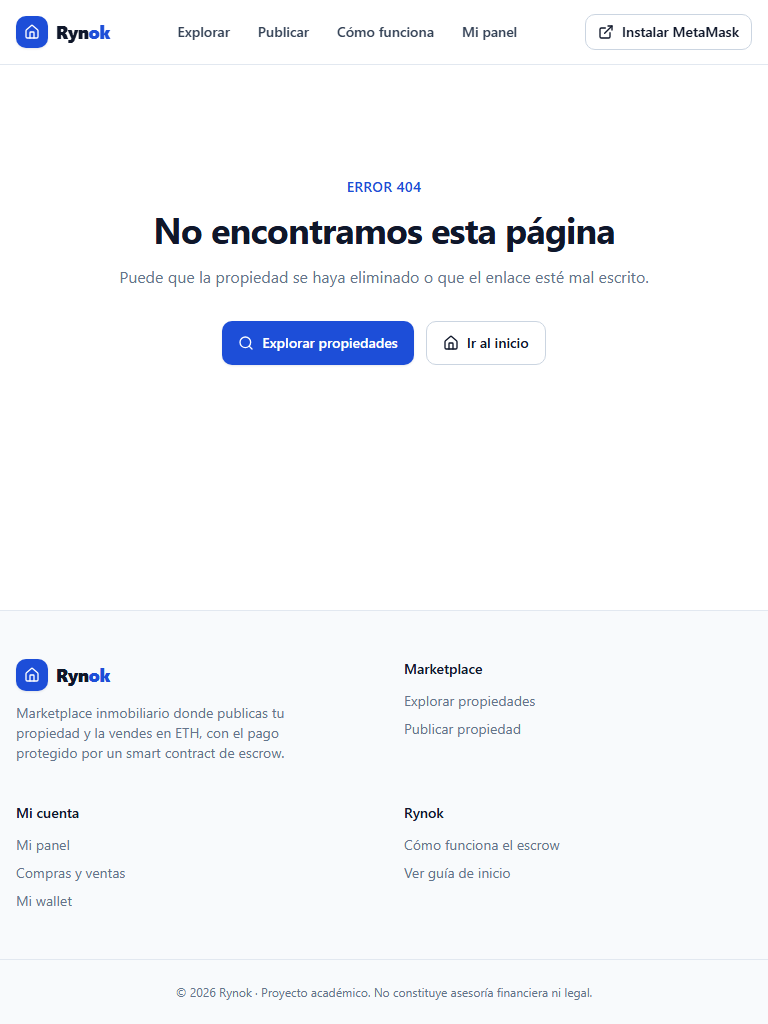 Rynok
Explorar
Publicar
Cómo funciona
Mi panel
Instalar MetaMask
ERROR 404
No encontramos esta página
Puede que la propiedad se haya eliminado o que el enlace esté mal escrito.
Explorar propiedades
Ir al inicio
Rynok
Marketplace inmobiliario donde publicas tu
propiedad y la vendes en ETH, con el pago
protegido por un smart contract de escrow.
Marketplace
Explorar propiedades
Publicar propiedad
Mi cuenta
Mi panel
Compras y ventas
Mi wallet
Rynok
Cómo funciona el escrow
Ver guía de inicio
© 2026 Rynok · Proyecto académico. No constituye asesoría financiera ni legal.